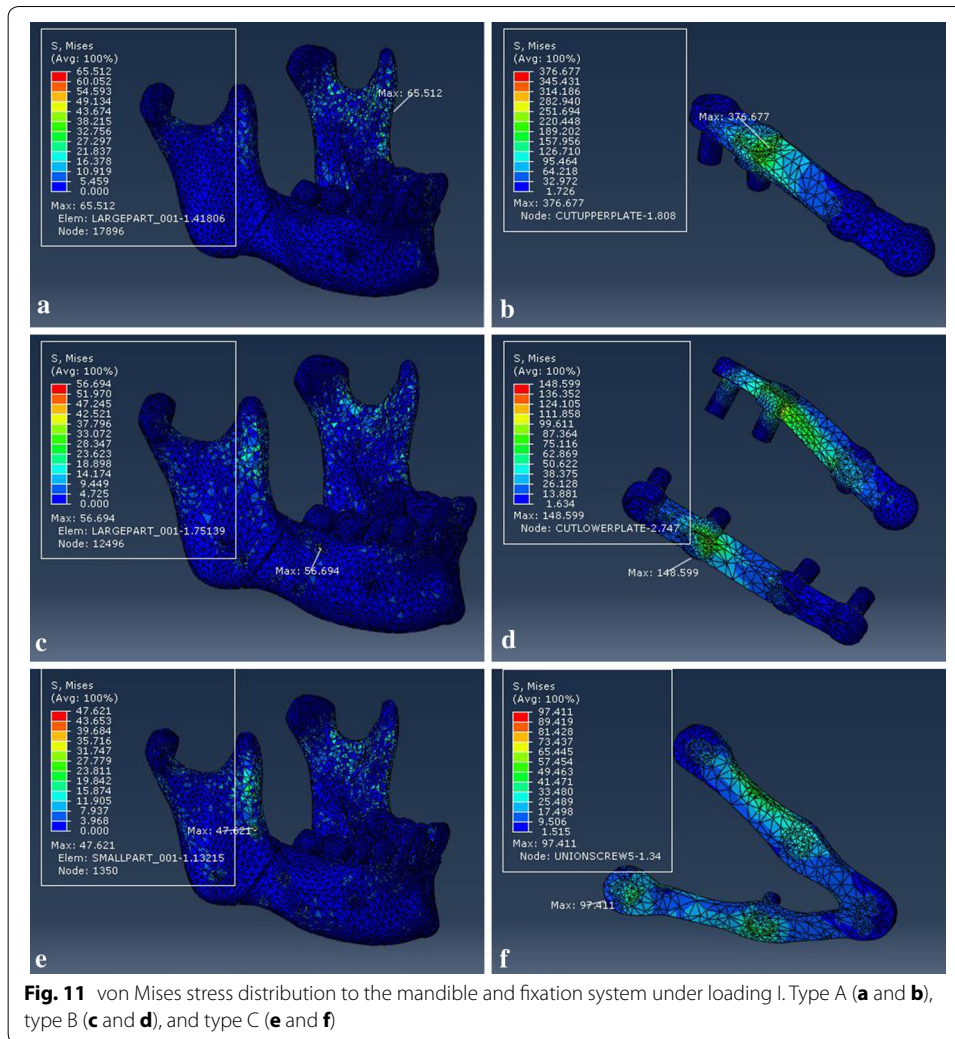 S, Mises
(Avg: 100%)
65.512
60.052
54.593
49.134
43.674
38.215
32.756
27.297
21.837
16.378
10.919
5.459
0.000
Max: 65.512
Elem: LARGEPART_001-1.41806
Node: 17896
Max: 65.512
a
S, Mises
(Avg: 100%)
376.677
345.431
314.186
282.940
251.694
220.448
189.202
157.956
126.710
95.464
64.218
32.972
1.726
Max: 376.677
Node: CUTUPPERPLATE-1.808
Max: 376.677
b
S, Mises
(Avg: 100%)
56.694
51.970
47.245
42.521
37.796
33.072
28.347
23.623
18.898
14.174
9.449
4.725
0.000
Max: 56.694
Elem: LARGEPART_001-1.75139
Node: 12496
Max: 56.694
c
S, Mises
(Avg: 100%)
148.599
136.352
124.105
111.858
99.611
87.364
75.116
62.869
50.622
38.375
26.128
13.881
1.634
Max: 148.599
Node: CUTLOWERPLATE-2.747
Max: 148.599
d
S, Mises
(Avg: 100%)
47.621
43.653
39.684
35.716
31.747
27.779
23.811
19.842
15.874
11.905
7.937
3.968
0.000
Max: 47.621
Elem: SMALLPART_001-1.13215
Node: 1350
Max: 47.621
e
S, Mises
(Avg: 100%)
97.411
89.419
81.428
73.437
65.445
57.454
49.463
41.471
33.480
25.489
17.498
9.506
1.515
Max: 97.411
Node: UNIONSCREW5-1.34
Max: 97.411
f
Fig. 11 von Mises stress distribution to the mandible and fixation system under loading I. Type A (a and b),
type B (c and d), and type C (e and f)